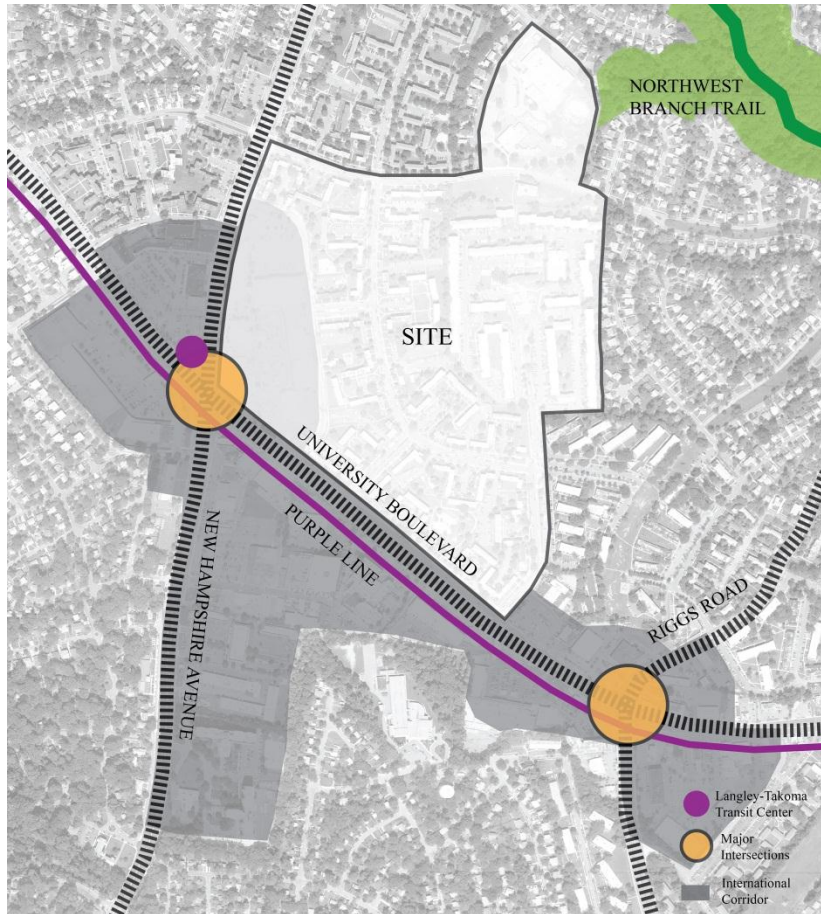 NORTHWEST
BRANCH TRAIL
SITE
UNIVERSITY BOULEVARD
PURPLE LINE
NEW HAMPSHIRE AVENUE
RIGGS ROAD
Langley-Takoma
Transit Center
Major
Intersections
International
Corridor